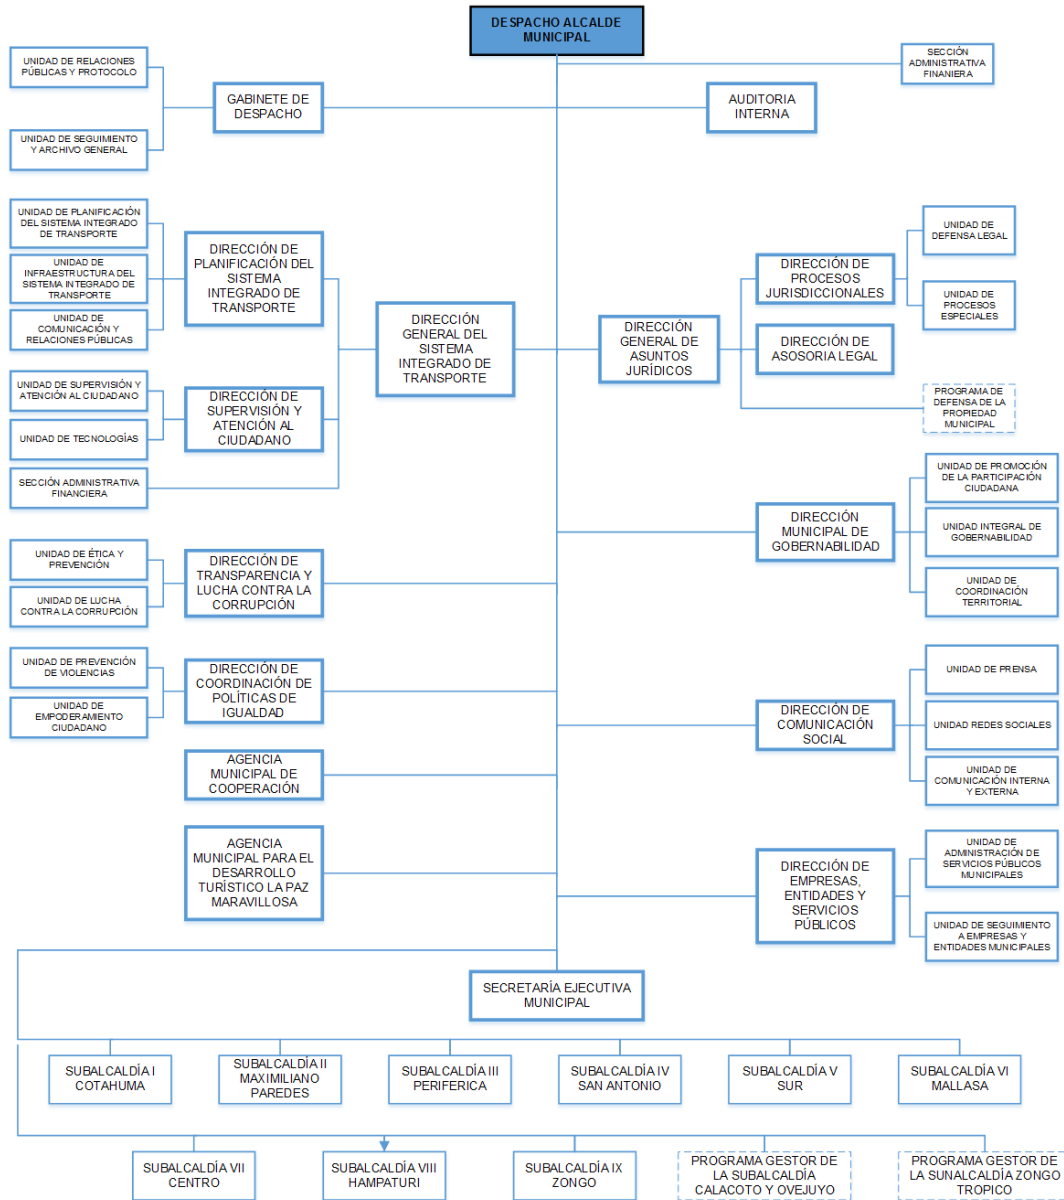 DESPACHO ALCALDE
MUNICIPAL
SECCIÓN
ADMINISTRATIVA
FINANIERA
UNIDAD DE RELACIONES
PÚBLICAS Y PROTOCOLO
GABINETE DE
DESPACHO
AUDITORIA
INTERNA
UNIDAD DE SEGUIMIENTO
Y ARCHIVO GENERAL
UNIDAD DE PLANIFICACIÓN
DEL SISTEMA INTEGRADO
DE TRANSPORTE
UNIDAD DE
INFRAESTRUCTURA DEL
SISTEMA INTEGRADO DE
TRANSPORTE
UNIDAD DE
COMUNICACIÓN Y
RELACIONES PÚBLICAS
DIRECCIÓN DE
PLANIFICACIÓN DEL
SISTEMA
INTEGRADO DE
TRANSPORTE
DIRECCIÓN
GENERAL DEL
SISTEMA
INTEGRADO DE
TRANSPORTE
DIRECCIÓN
GENERAL DE
ASUNTOS
JURÍDICOS
DIRECCIÓN DE
PROCESOS
JURISDICCIONALES
UNIDAD DE
DEFENSA LEGAL
UNIDAD DE
PROCESOS
ESPECIALES
DIRECCIÓN DE
ASOSORIA LEGAL
PROGRAMA DE
DEFENSA DE LA
PROPIEDAD
MUNICIPAL
UNIDAD DE SUPERVISIÓN Y
ATENCIÓN AL CIUDADANO
UNIDAD DE TECNOLOGÍAS
DIRECCIÓN DE
SUPERVISIÓN Y
ATENCIÓN AL
CIUDADANO
SECCIÓN ADMINISTRATIVA
FINANCIERA
DIRECCIÓN
MUNICIPAL DE
GOBERNABILIDAD
UNIDAD DE PROMOCIÓN
DE LA PARTICIPACIÓN
CIUDADANA
UNIDAD INTEGRAL DE
GOBERNABILIDAD
UNIDAD DE
COORDINACIÓN
TERRITORIAL
UNIDAD DE ÉTICA Y
PREVENCIÓN
UNIDAD DE LUCHA
CONTRA LA CORRUPCIÓN
DIRECCIÓN DE
TRANSPARENCIA Y
LUCHA CONTRA LA
CORRUPCIÓN
UNIDAD DE PREVENCIÓN
DE VIOLENCIAS
UNIDAD DE
EMPODERAMIENTO
CIUDADANO
DIRECCIÓN DE
COORDINACIÓN DE
POLÍTICAS DE
IGUALDAD
DIRECCIÓN DE
COMUNICACIÓN
SOCIAL
UNIDAD DE PRENSA
UNIDAD REDES SOCIALES
UNIDAD DE
COMUNICACIÓN INTERNA
Y EXTERNA
AGENCIA
MUNICIPAL DE
COOPERACIÓN
AGENCIA
MUNICIPAL PARA EL
DESARROLLO
TURÍSTICO LA PAZ
MARAVILLOSA
DIRECCIÓN DE
EMPRESAS,
ENTIDADES Y
SERVICIOS
PÚBLICOS
UNIDAD DE
ADMINISTRACIÓN DE
SERVICIOS PÚBLICOS
MUNICIPALES
UNIDAD DE SEGUIMIENTO
A EMPRESAS Y
ENTIDADES MUNICIPALES
SECRETARÍA EJECUTIVA
MUNICIPAL
SUBALCALDÍA I
COTAHUMA
SUBALCALDÍA II
MAXIMILIANO
PAREDES
SUBALCALDÍA III
PERIFERICA
SUBALCALDÍA IV
SAN ANTONIO
SUBALCALDÍA V
SUR
SUBALCALDÍA VI
MALLASA
SUBALCALDÍA VII
CENTRO
SUBALCALDÍA VIII
HAMPATURI
SUBALCALDÍA IX
ZONGO
PROGRAMA GESTOR DE
LA SUBALCALDÍA
CALACOTO Y OVEJUYO
PROGRAMA GESTOR DE
LA SUNALCALDÍA ZONGO
TROPICO